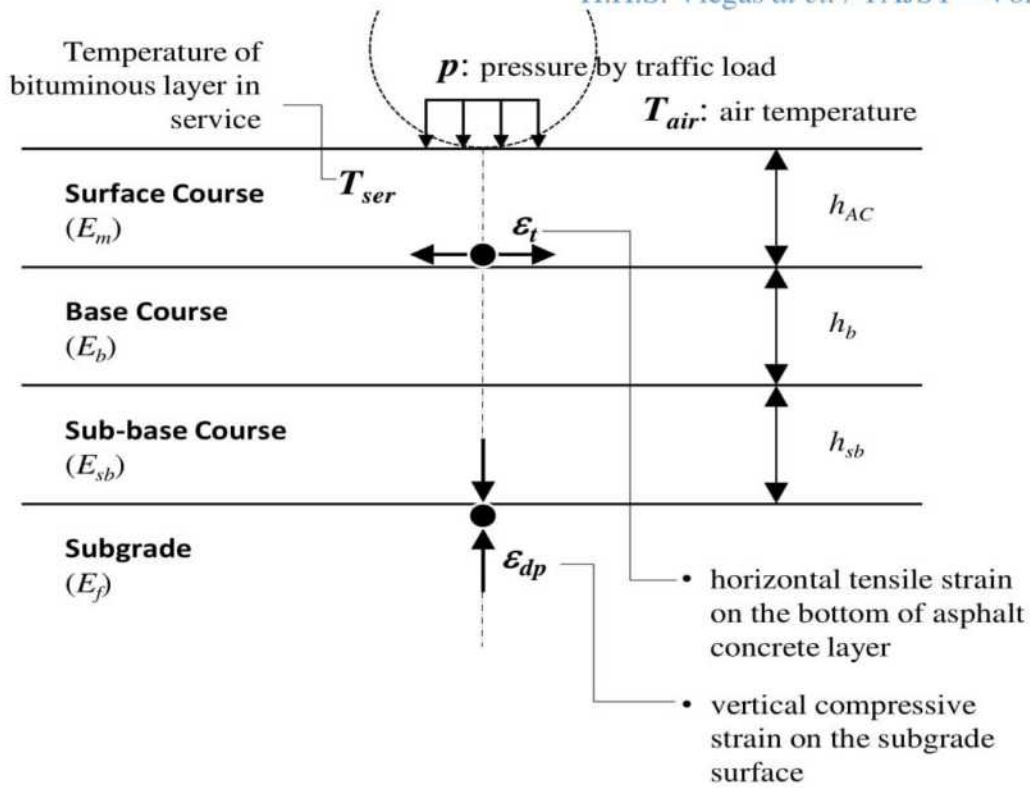 Temperature of
bituminous layer in
service
p: pressure by traffic load
T_air: air temperature
T_ser
Surface Course
(E_m)
ε_t
h_AC
Base Course
(E_b)
h_b
Sub-base Course
(E_sb)
h_sb
Subgrade
(E_f)
ε_dp
• horizontal tensile strain
on the bottom of asphalt
concrete layer
• vertical compressive
strain on the subgrade
surface